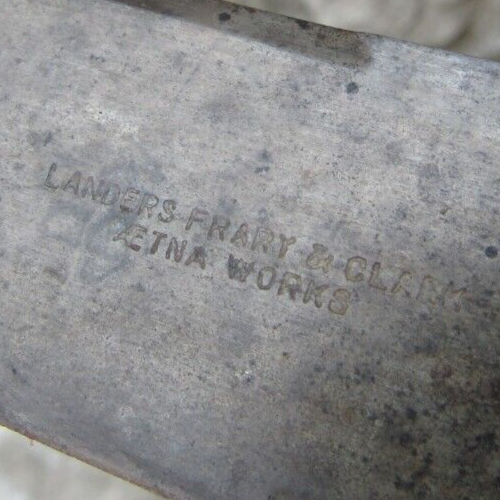 LANDERS FRARY & CLARK
ÆTNA WORKS